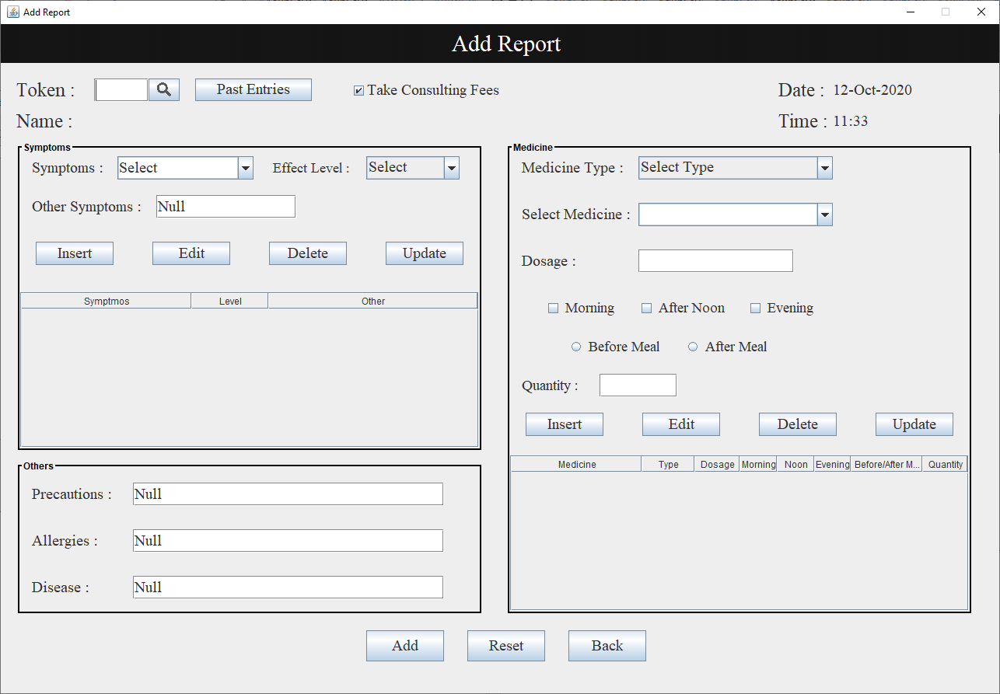 Add Report
Add Report
Token : Past Entries Take Consulting Fees Date : 12-Oct-2020
Name : Time : 11:33
Symptoms
Symptoms : Select Effect Level : Select
Other Symptoms : Null
Insert Edit Delete Update
Symptmos Level Other
Others
Precautions : Null
Allergies : Null
Disease : Null
Medicine
Medicine Type : Select Type
Select Medicine :
Dosage :
Morning After Noon Evening
Before Meal After Meal
Quantity :
Insert Edit Delete Update
Medicine Type Dosage Morning Noon Evening Before/After M... Quantity
Add Reset Back